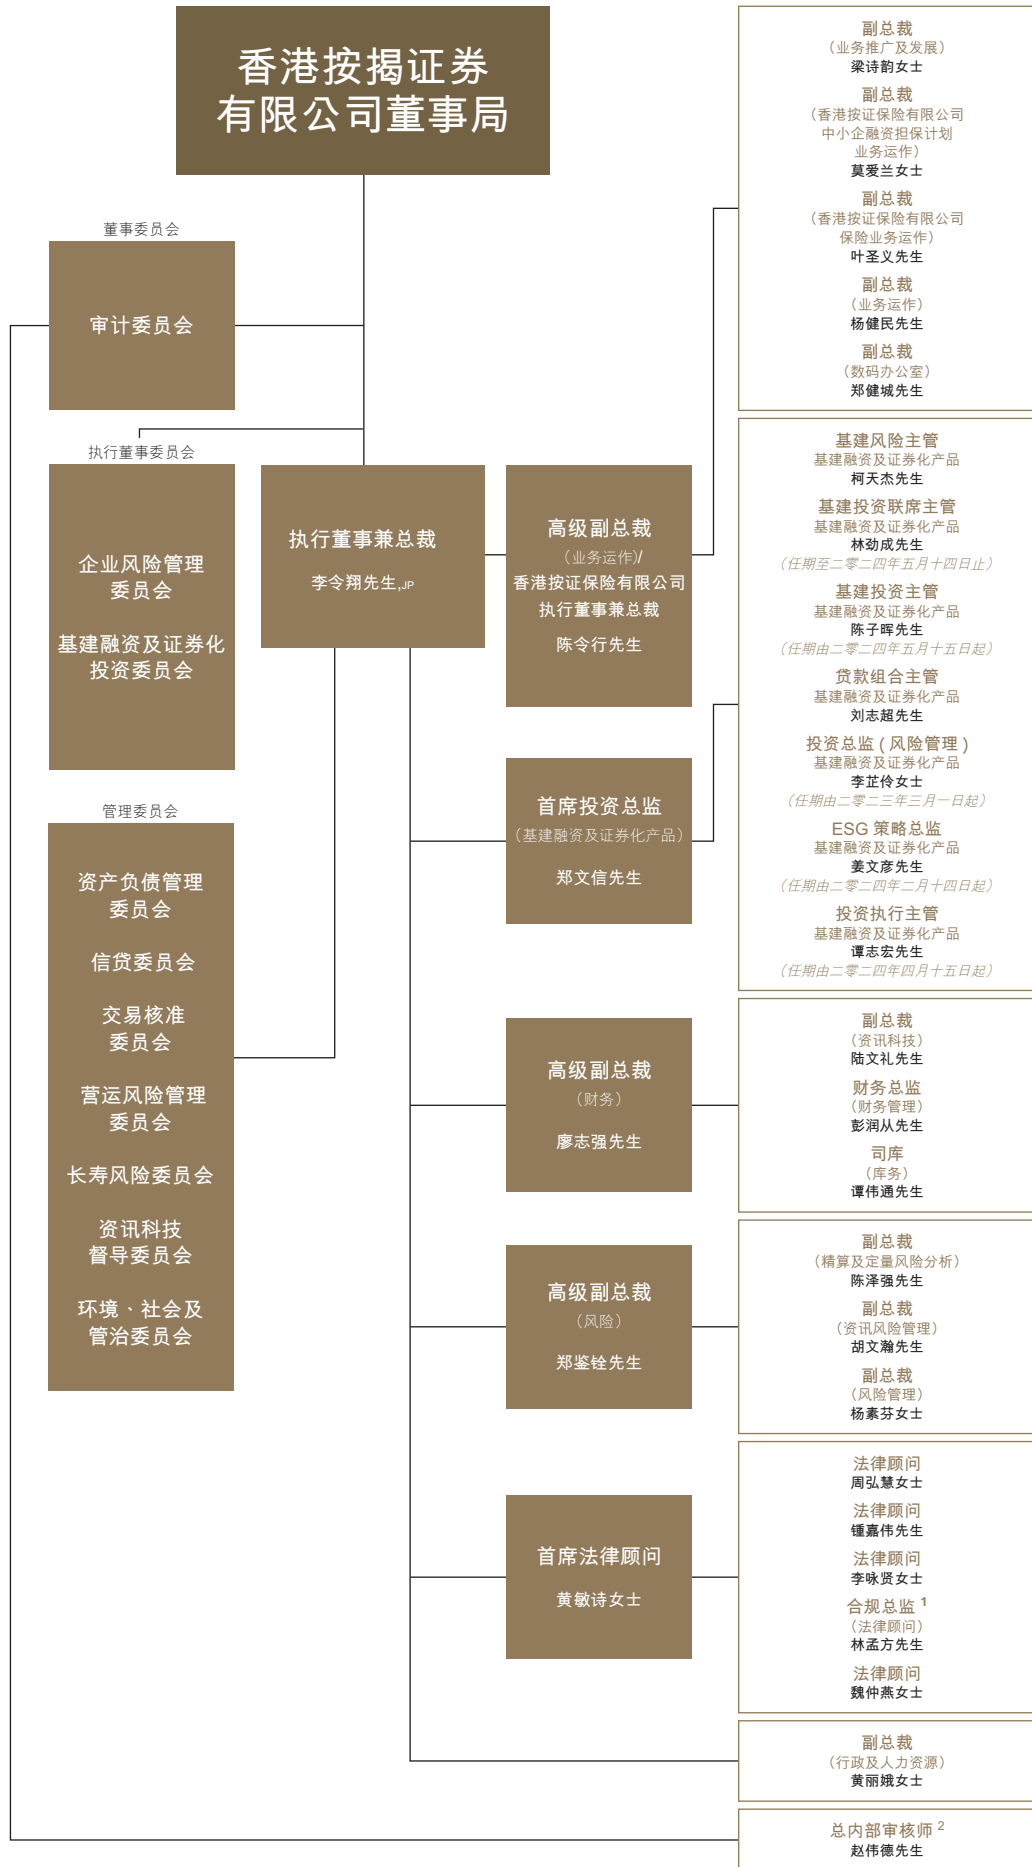 香港按揭证券
有限公司董事局
董事委员会
审计委员会
执行董事委员会
企业风险管理
委员会
基建融资及证券化
投资委员会
管理委员会
资产负债管理
委员会
信贷委员会
交易核准
委员会
营运风险管理
委员会
长寿风险委员会
资讯科技
督导委员会
环境、社会及
管治委员会
执行董事兼总裁
李令翔先生,JP
高级副总裁
（业务运作）/
香港按证保险有限公司
执行董事兼总裁
陈令行先生
首席投资总监
（基建融资及证券化产品）
郑文信先生
高级副总裁
（财务）
廖志强先生
高级副总裁
（风险）
郑鉴铨先生
首席法律顾问
黄敏诗女士
副总裁
（业务推广及发展）
梁诗韵女士
副总裁
（香港按证保险有限公司
中小企融资担保计划
业务运作）
莫爱兰女士
副总裁
（香港按证保险有限公司
保险业务运作）
叶圣义先生
副总裁
（业务运作）
杨健民先生
副总裁
（数码办公室）
郑健城先生
基建风险主管
基建融资及证券化产品
柯天杰先生
基建投资联席主管
基建融资及证券化产品
林劲成先生
（任期至二零二四年五月十四日止）
基建投资主管
基建融资及证券化产品
陈子晖先生
（任期由二零二四年五月十五日起）
贷款组合主管
基建融资及证券化产品
刘志超先生
投资总监 ( 风险管理 )
基建融资及证券化产品
李芷伶女士
（任期由二零二三年三月一日起）
ESG 策略总监
基建融资及证券化产品
姜文彦先生
（任期由二零二四年二月十四日起）
投资执行主管
基建融资及证券化产品
谭志宏先生
（任期由二零二四年四月十五日起）
副总裁
（资讯科技）
陆文礼先生
财务总监
（财务管理）
彭润从先生
司库
（库务）
谭伟通先生
副总裁
（精算及定量风险分析）
陈泽强先生
副总裁
（资讯风险管理）
胡文瀚先生
副总裁
（风险管理）
杨素芬女士
法律顾问
周弘慧女士
法律顾问
锺嘉伟先生
法律顾问
李咏贤女士
合规总监 1
（法律顾问）
林孟方先生
法律顾问
魏仲燕女士
副总裁
（行政及人力资源）
黄丽娥女士
总内部审核师 2
赵伟德先生